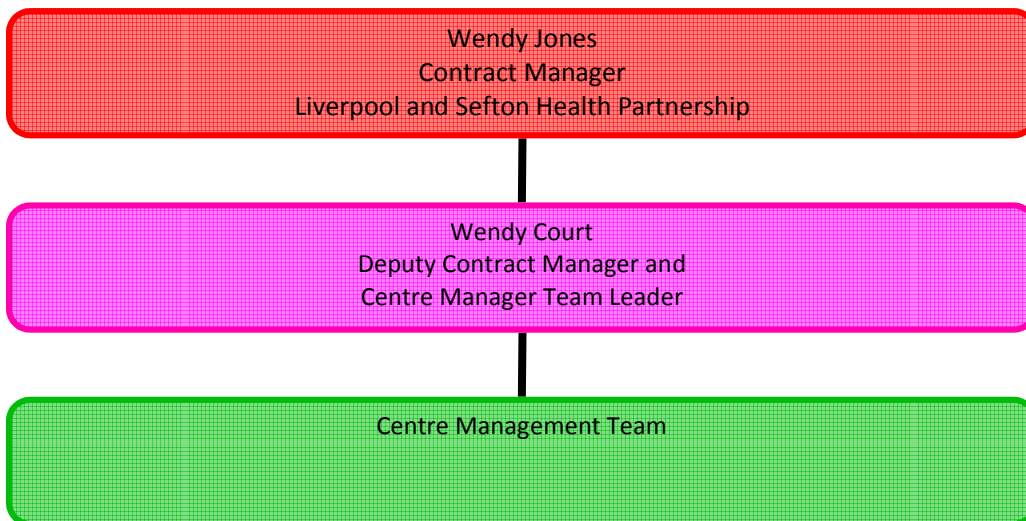 Wendy Jones
Contract Manager
Liverpool and Sefton Health Partnership
Wendy Court
Deputy Contract Manager and
Centre Manager Team Leader
Centre Management Team